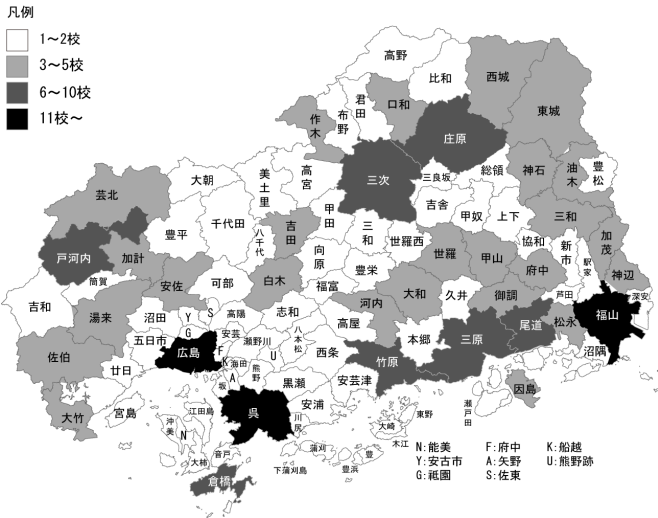 凡例
1～2校
3～5校
6～10校
11校～
高野
比和
西城
東城
口和
君田
布野
作木
庄原
三次
三良坂
総領
神石
油木
豊松
芸北
大朝
美土里
高宮
甲田
吉舎
甲奴
上下
三和
加茂
千代田
豊平
八千代
吉田
向原
三和
世羅西
世羅
甲山
協和
府中
新市
駅家
神辺
戸河内
加計
筒賀
安佐
可部
白木
福富
豊栄
大和
久井
御調
芦田
深安
福山
吉和
湯来
沼田
Y
S
高陽
志和
河内
高屋
本郷
三原
尾道
松永
沼隈
佐伯
五日市
G
広島
F
安芸
瀬野川
八本松
西条
竹原
K
海田
U
熊野
A
坂
廿日
大竹
宮島
江田島
沖美
N
大柿
音戸
倉橋
呉
黒瀬
安浦
安芸津
川尻
下蒲刈島
蒲刈
豊浜
豊
大崎
木江
東野
瀬戸田
因島
N:能美 F:府中 K:船越
Y:安古市 A:矢野 U:熊野跡
G:祗園 S:佐東